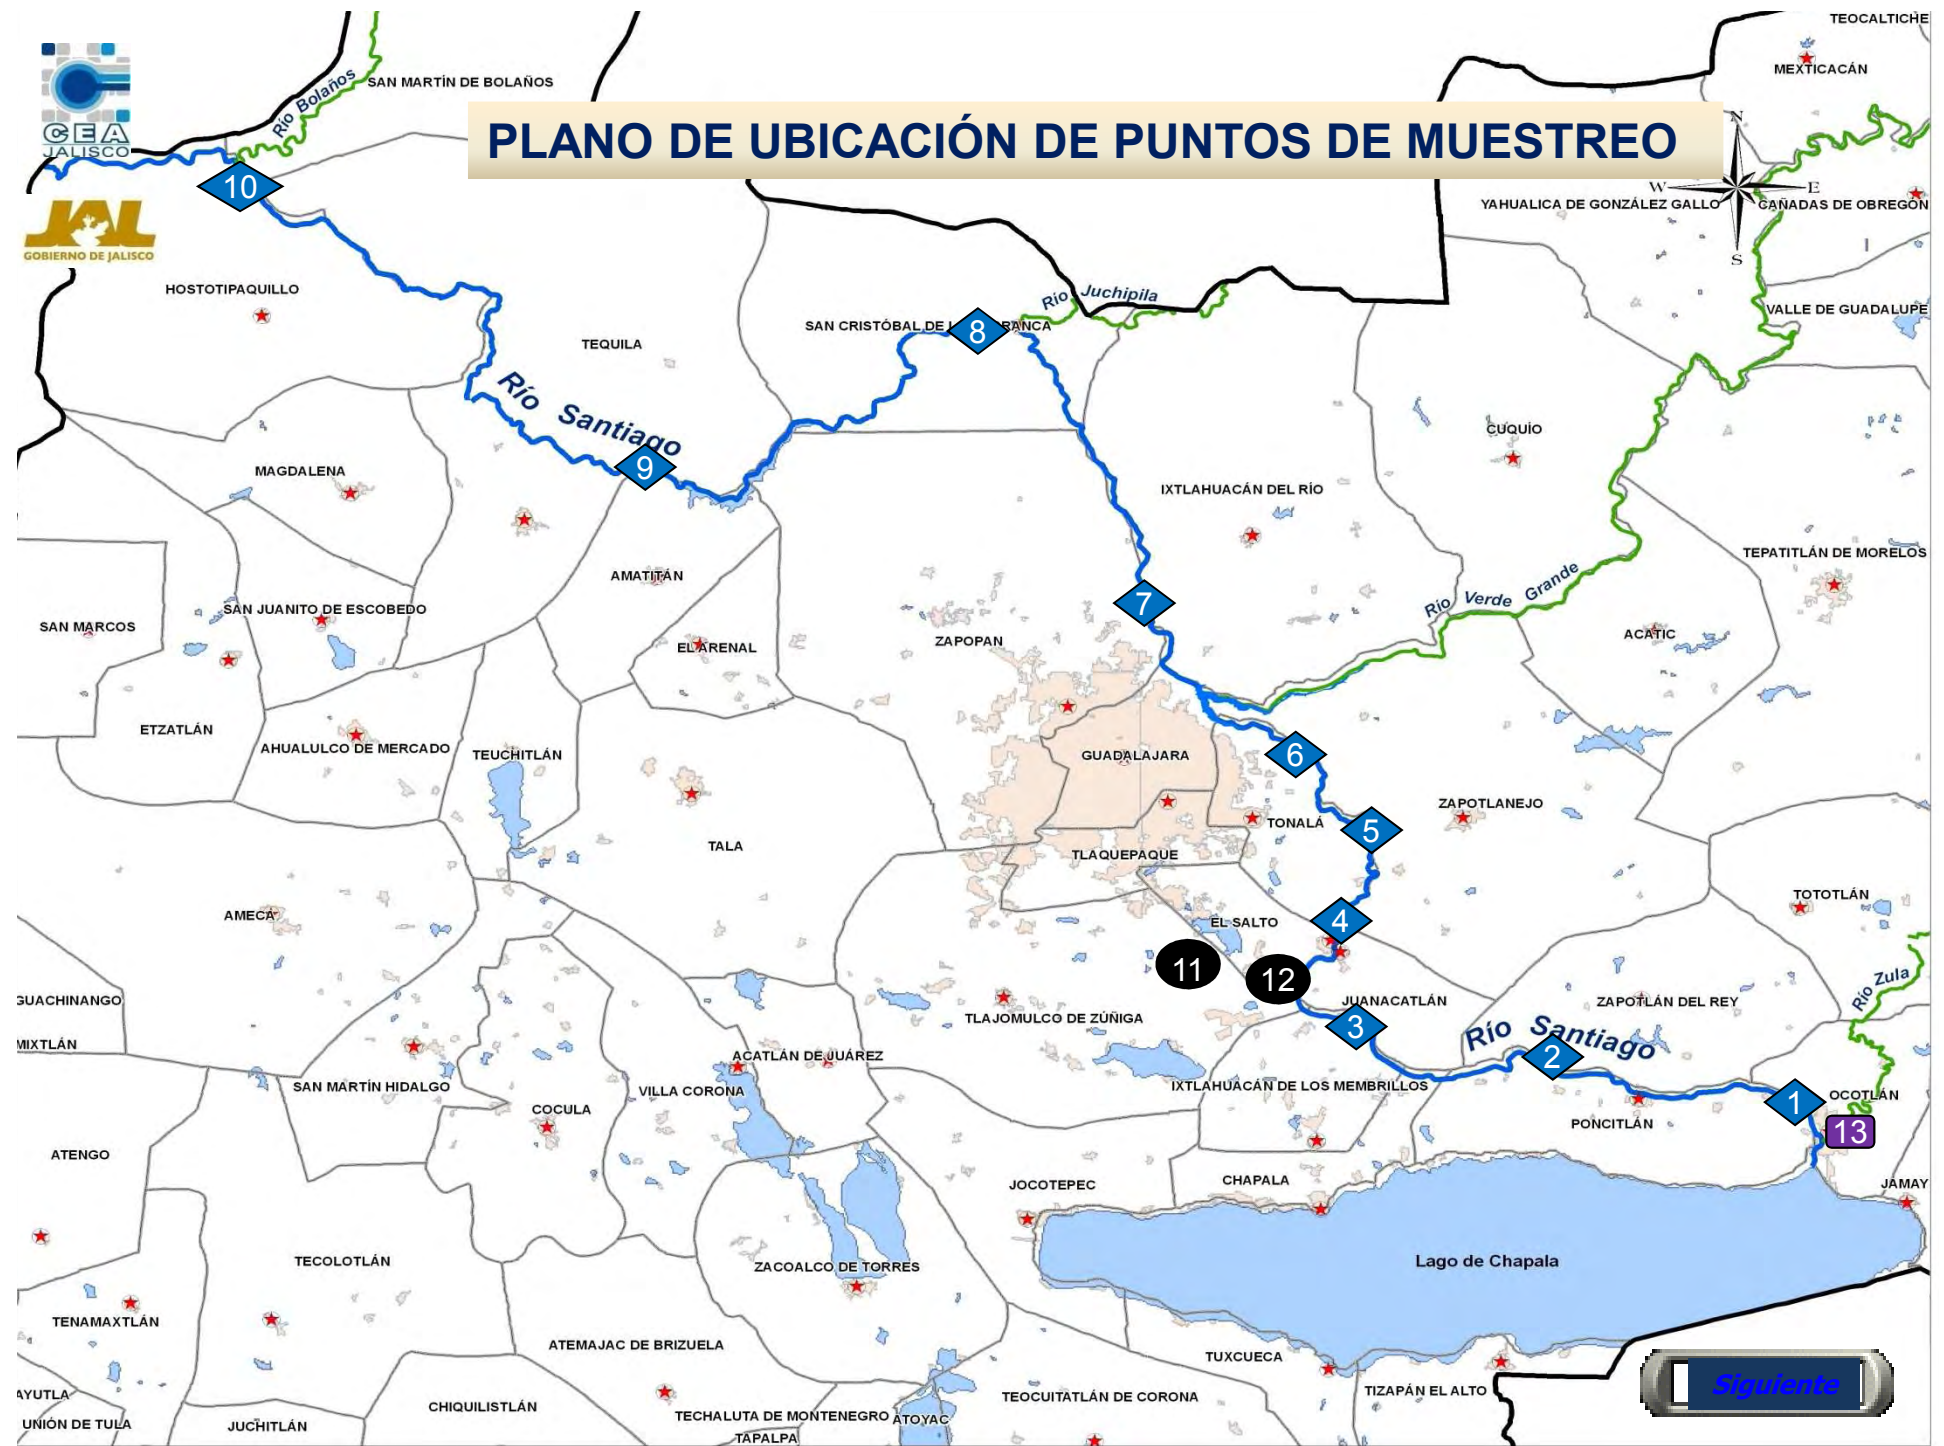 TEOCALTICHE
MEXTICACÁN
SAN MARTÍN DE BOLAÑOS
Río Bolaños
CEA
JALISCO
PLANO DE UBICACIÓN DE PUNTOS DE MUESTREO
N
W
E
S
10
YAHUALICA DE GONZÁLEZ GALLO
CAÑADAS DE OBREGÓN
JAL
GOBIERNO DE JALISCO
HOSTOTIPAQUILLO
Río Juchipila
VALLE DE GUADALUPE
SAN CRISTÓBAL DE L
8
RANCA
TEQUILA
Río Santiago
CUQUÍO
9
MAGDALENA
IXTLAHUACÁN DEL RÍO
TEPATITLÁN DE MORELOS
AMATITÁN
Río Verde Grande
7
SAN JUANITO DE ESCOBEDO
SAN MARCOS
ACATIC
ZAPOPAN
EL ARENAL
ETZATLÁN
AHUALULCO DE MERCADO
TEUCHITLÁN
GUADALAJARA
6
ZAPOTLANEJO
TONALÁ
5
TALA
TLAQUEPAQUE
TOTOTLÁN
AMECA
EL SALTO
4
11
12
Río Zula
GUACHINANGO
JUANACATLÁN
ZAPOTLÁN DEL REY
TLAJOMULCO DE ZÚÑIGA
3
Río Santiago
MIXTLÁN
2
ACATLÁN DE JUÁREZ
SAN MARTÍN HIDALGO
VILLA CORONA
IXTLAHUACÁN DE LOS MEMBRILLOS
1
OCOTLÁN
COCULA
PONCITLÁN
13
ATENGO
JOCOTEPEC
CHAPALA
JAMAY
TECOLOTLÁN
ZACOALCO DE TORRES
Lago de Chapala
TENAMAXTLÁN
ATEMAJAC DE BRIZUELA
TUXCUECA
Siguiente
TIZAPÁN EL ALTO
AYUTLA
TEOCUITATLÁN DE CORONA
CHIQUILISTLÁN
TECHALUTA DE MONTENEGRO
ATOYAC
UNIÓN DE TULA
JUCHITLÁN
TAPALPA